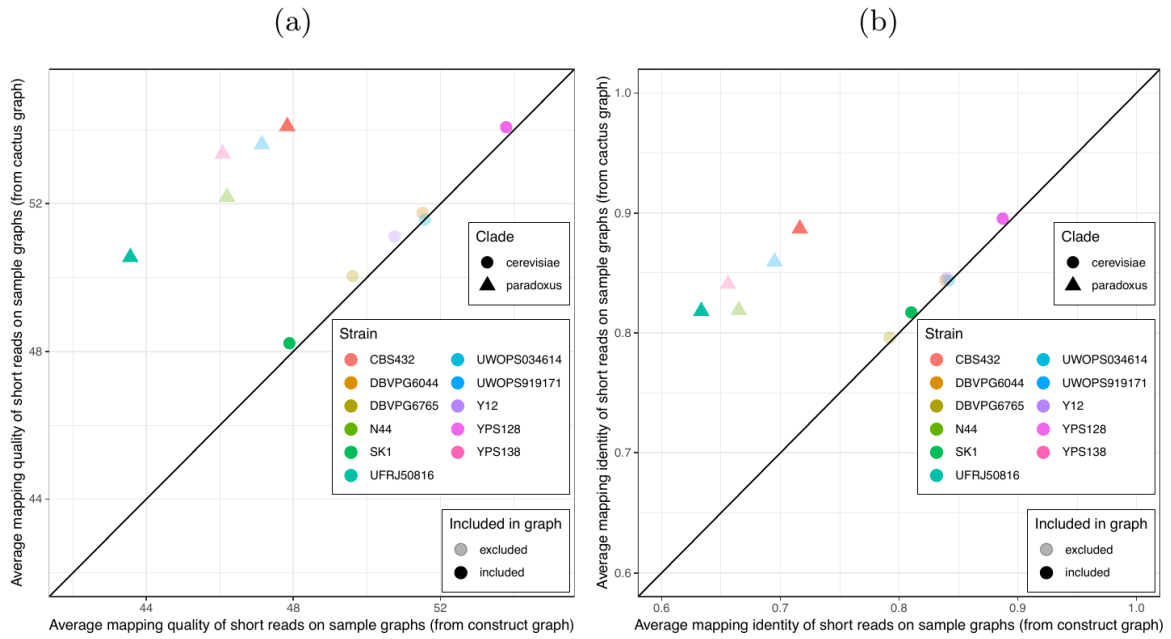 (a)
Average mapping quality of short reads on sample graphs (from cactus graph)
52
48
44
44
48
52
Average mapping quality of short reads on sample graphs (from construct graph)
Clade
cerevisiae
paradoxus
Strain
CBS432
DBVPG6044
DBVPG6765
N44
SK1
UFRJ50816
UWOPS034614
UWOPS919171
Y12
YPS128
YPS138
Included in graph
excluded
included
(b)
Average mapping identity of short reads on sample graphs (from cactus graph)
1.0
0.9
0.8
0.7
0.6
0.6
0.7
0.8
0.9
1.0
Average mapping identity of short reads on sample graphs (from construct graph)
Clade
cerevisiae
paradoxus
Strain
CBS432
DBVPG6044
DBVPG6765
N44
SK1
UFRJ50816
UWOPS034614
UWOPS919171
Y12
YPS128
YPS138
Included in graph
excluded
included